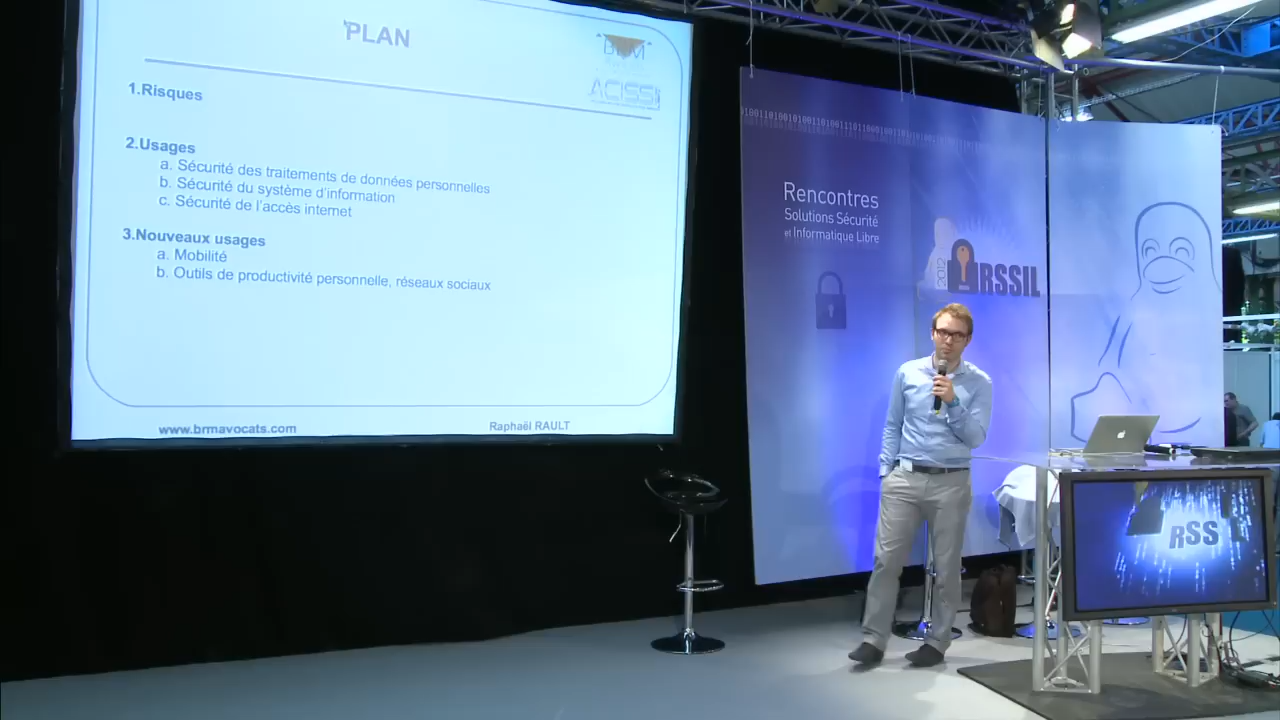 PLAN
ACISSI
1.Risques
2.Usages
a. Sécurité des traitements de données personnelles
b. Sécurité du système d'information
c. Sécurité de l'accès internet
3.Nouveaux usages
a. Mobilité
b. Outils de productivité personnelle, réseaux sociaux
www.brmavocats.com
Raphaël RAULT
Rencontres
Solutions Sécurité
et Informatique Libre
2012
RSSIL
RSS